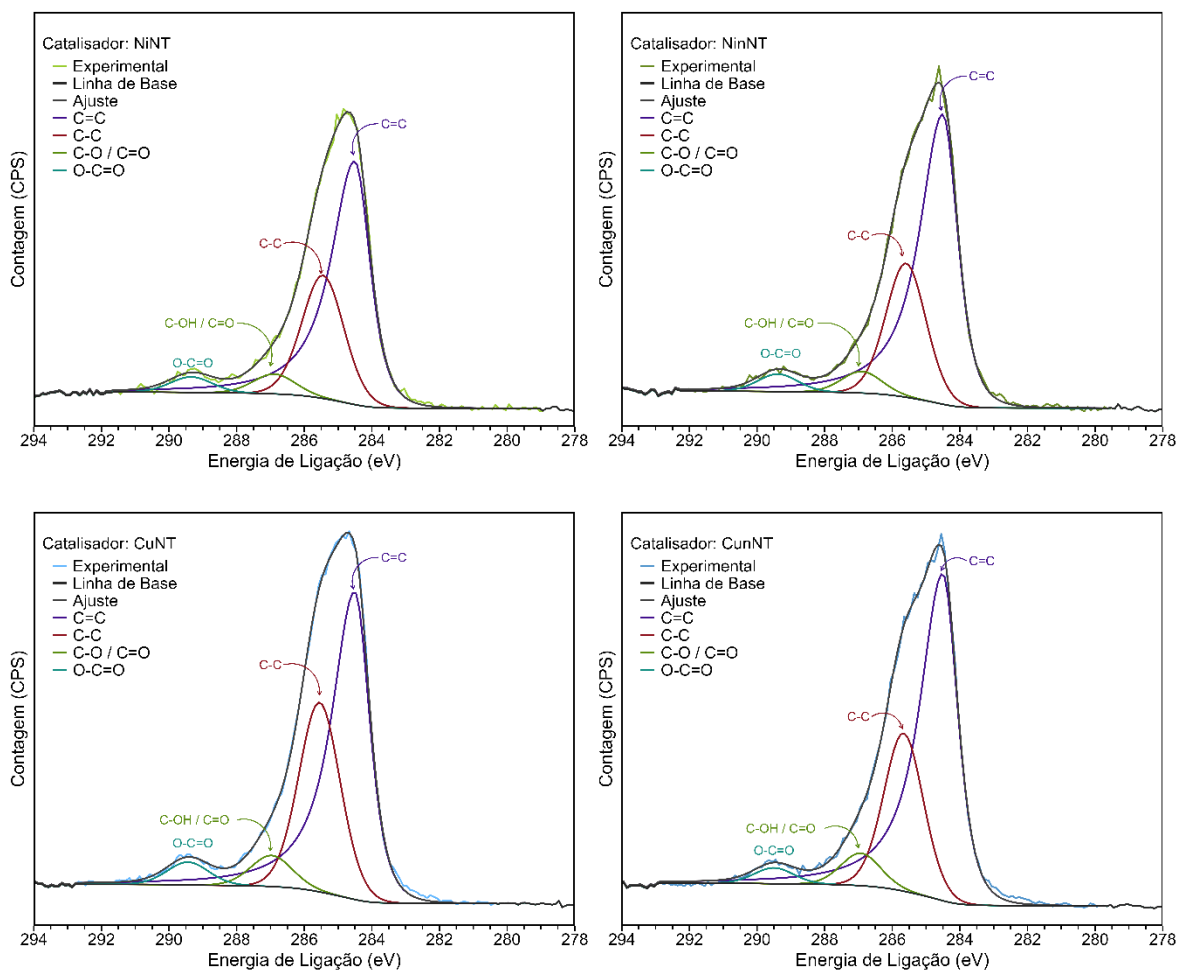 Catalisador: NiNT
Experimental
Linha de Base
Ajuste
C=C
C-C
C-O / C=O
O-C=O
C=C
C-C
C-OH / C=O
O-C=O
Contagem (CPS)
294 292 290 288 286 284 282 280 278
Energia de Ligação (eV)
Catalisador: NinNT
Experimental
Linha de Base
Ajuste
C=C
C-C
C-O / C=O
O-C=O
C=C
C-C
C-OH / C=O
O-C=O
Contagem (CPS)
294 292 290 288 286 284 282 280 278
Energia de Ligação (eV)
Catalisador: CuNT
Experimental
Linha de Base
Ajuste
C=C
C-C
C-O / C=O
O-C=O
C=C
C-C
C-OH / C=O
O-C=O
Contagem (CPS)
294 292 290 288 286 284 282 280 278
Energia de Ligação (eV)
Catalisador: CunNT
Experimental
Linha de Base
Ajuste
C=C
C-C
C-O / C=O
O-C=O
C=C
C-C
C-OH / C=O
O-C=O
Contagem (CPS)
294 292 290 288 286 284 282 280 278
Energia de Ligação (eV)